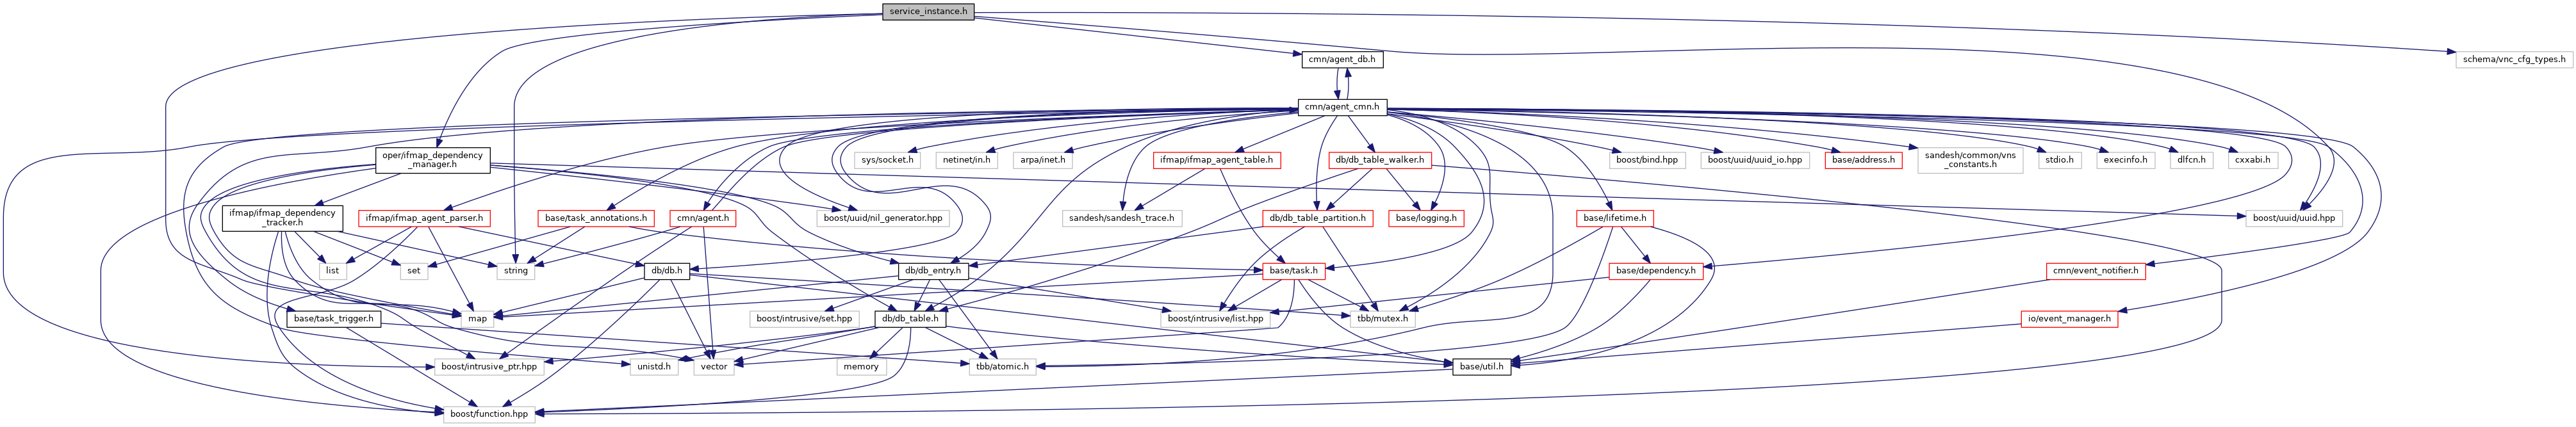 service_instance.h
cmn/agent_db.h
schema/vnc_cfg_types.h
cmn/agent_cmn.h
oper/ifmap_dependency
_manager.h
sys/socket.h
netinet/in.h
arpa/inet.h
ifmap/ifmap_agent_table.h
db/db_table_walker.h
boost/bind.hpp
boost/uuid/uuid_io.hpp
base/address.h
sandesh/common/vns
_constants.h
stdio.h
execinfo.h
dlfcn.h
cxxabi.h
ifmap/ifmap_dependency
_tracker.h
ifmap/ifmap_agent_parser.h
base/task_annotations.h
cmn/agent.h
boost/uuid/nil_generator.hpp
sandesh/sandesh_trace.h
db/db_table_partition.h
base/logging.h
base/lifetime.h
boost/uuid/uuid.hpp
list
set
string
db/db.h
db/db_entry.h
base/task.h
base/dependency.h
cmn/event_notifier.h
base/task_trigger.h
map
boost/intrusive/set.hpp
db/db_table.h
boost/intrusive/list.hpp
tbb/mutex.h
io/event_manager.h
boost/intrusive_ptr.hpp
unistd.h
vector
memory
tbb/atomic.h
base/util.h
boost/function.hpp